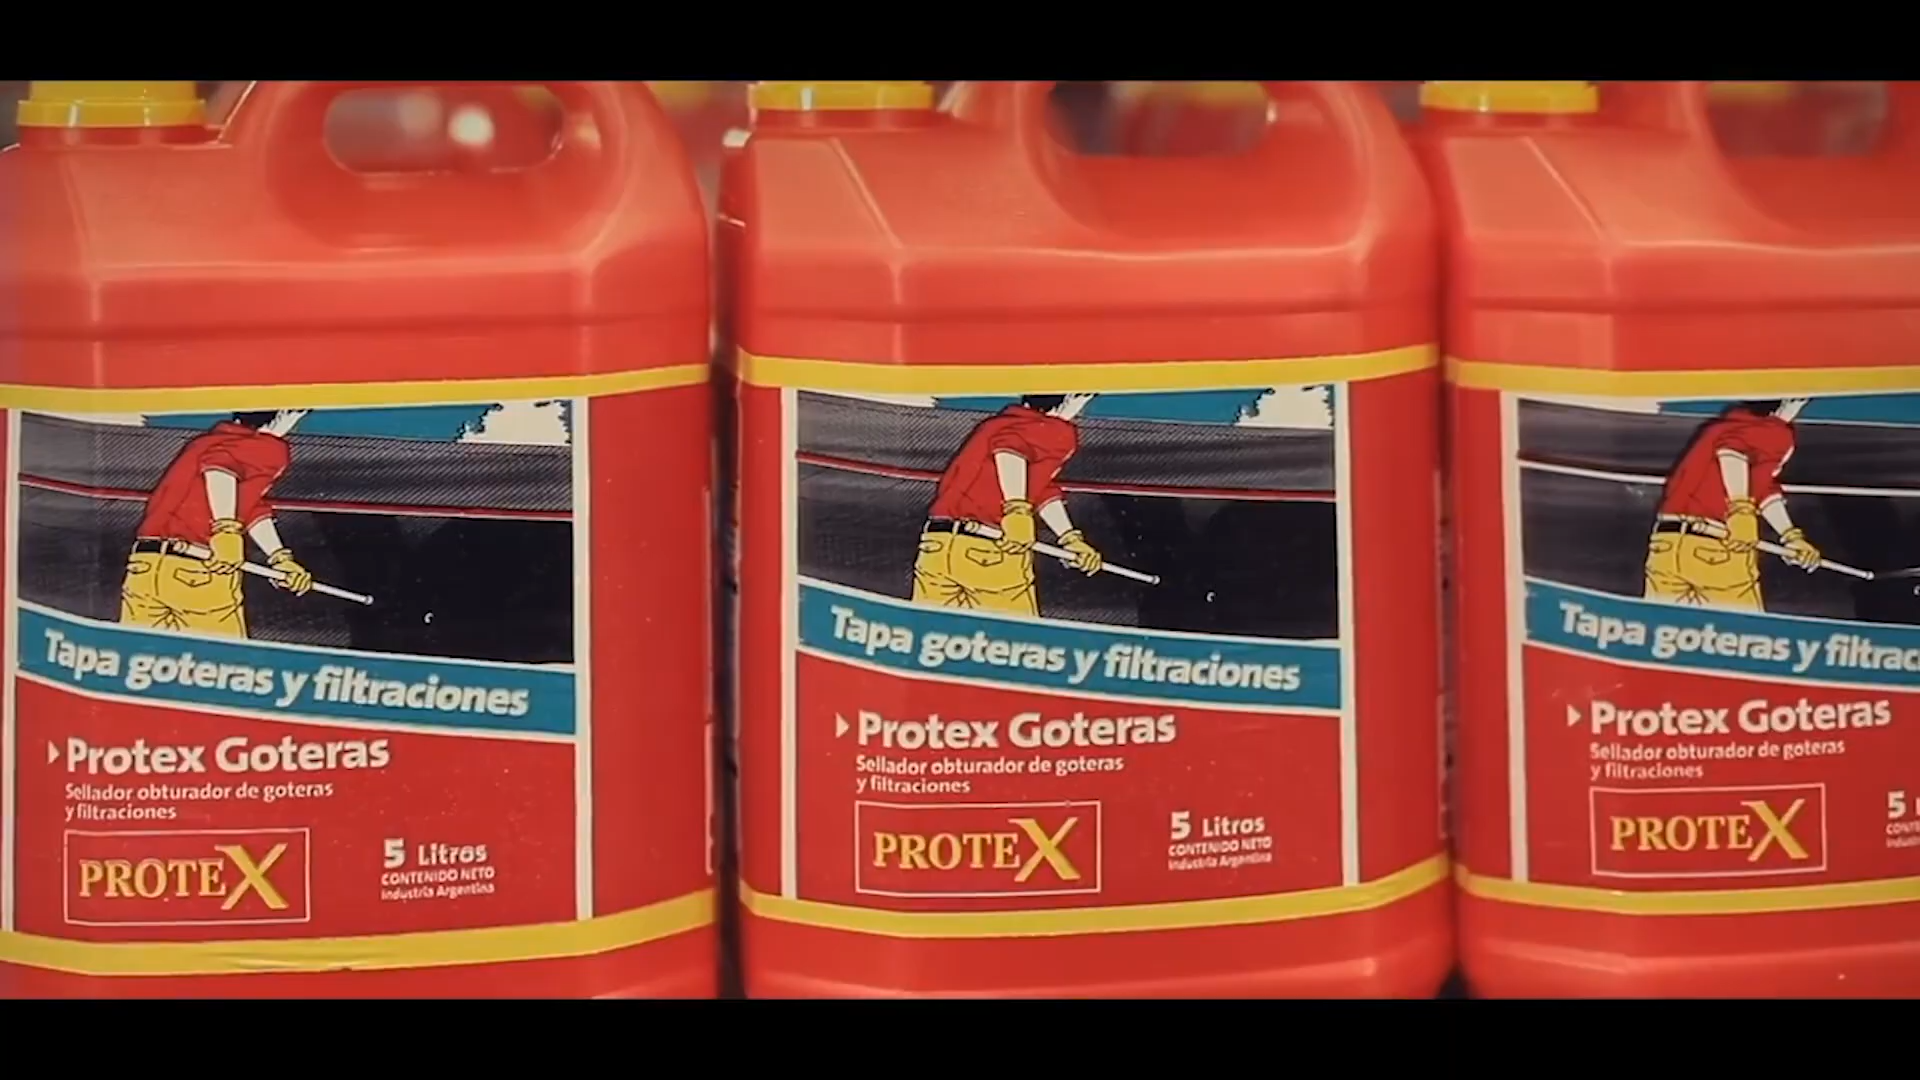 Tapa goteras y filtraciones
Protex Goteras
Sellador obturador de goteras
y filtraciones
PROTEX
5 Litros
CONTENIDO NETO
Industria Argentina
Tapa goteras y filtraciones
Protex Goteras
Sellador obturador de goteras
y filtraciones
PROTEX
5 Litros
CONTENIDO NETO
Industria Argentina
Tapa goteras y filtrac
Protex Goteras
Sellador obturador de goteras
y filtraciones
PROTEX
5